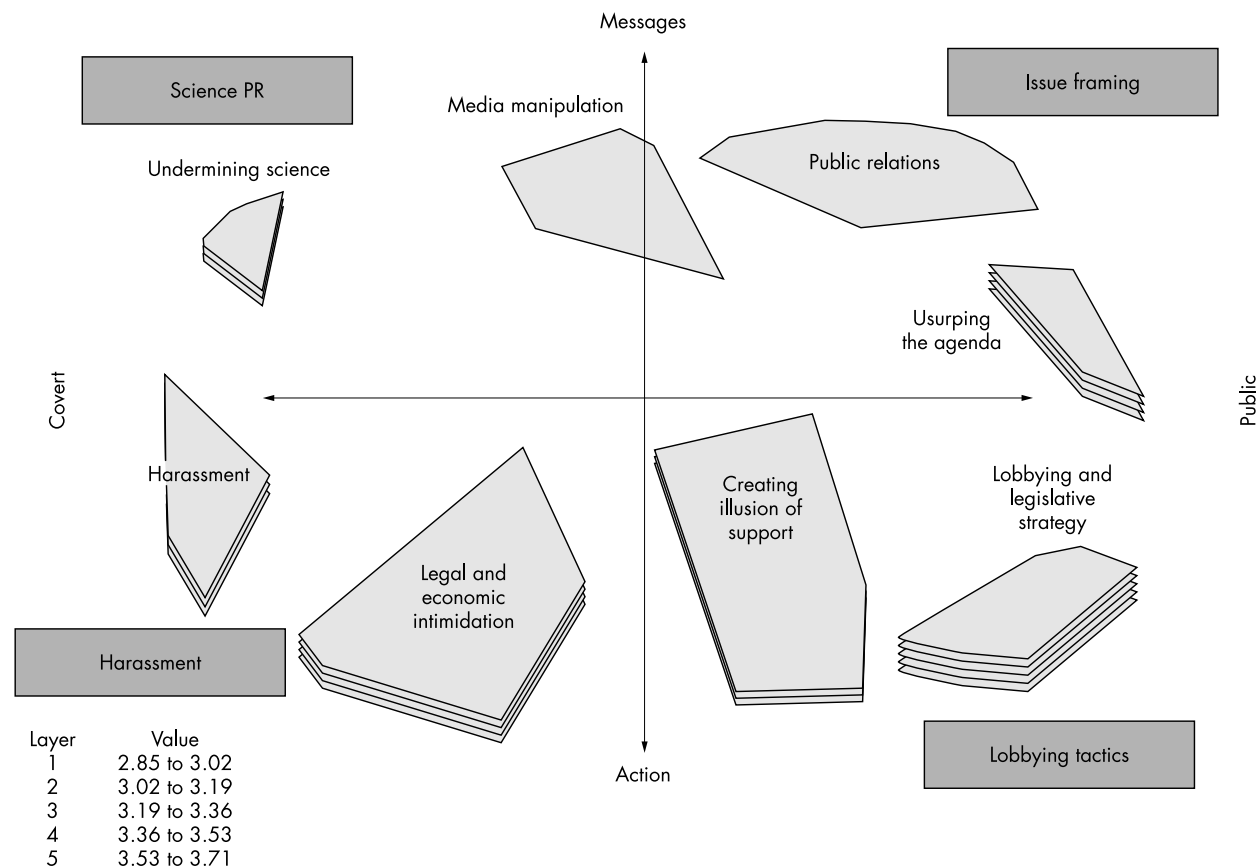 Messages
Science PR
Issue framing
Media manipulation
Public relations
Undermining science
Usurping
the agenda
Covert
Public
Harassment
Creating
illusion of
support
Lobbying and
legislative
strategy
Legal and
economic
intimidation
Harassment
Lobbying tactics
Action
Layer Value
1 2.85 to 3.02
2 3.02 to 3.19
3 3.19 to 3.36
4 3.36 to 3.53
5 3.53 to 3.71